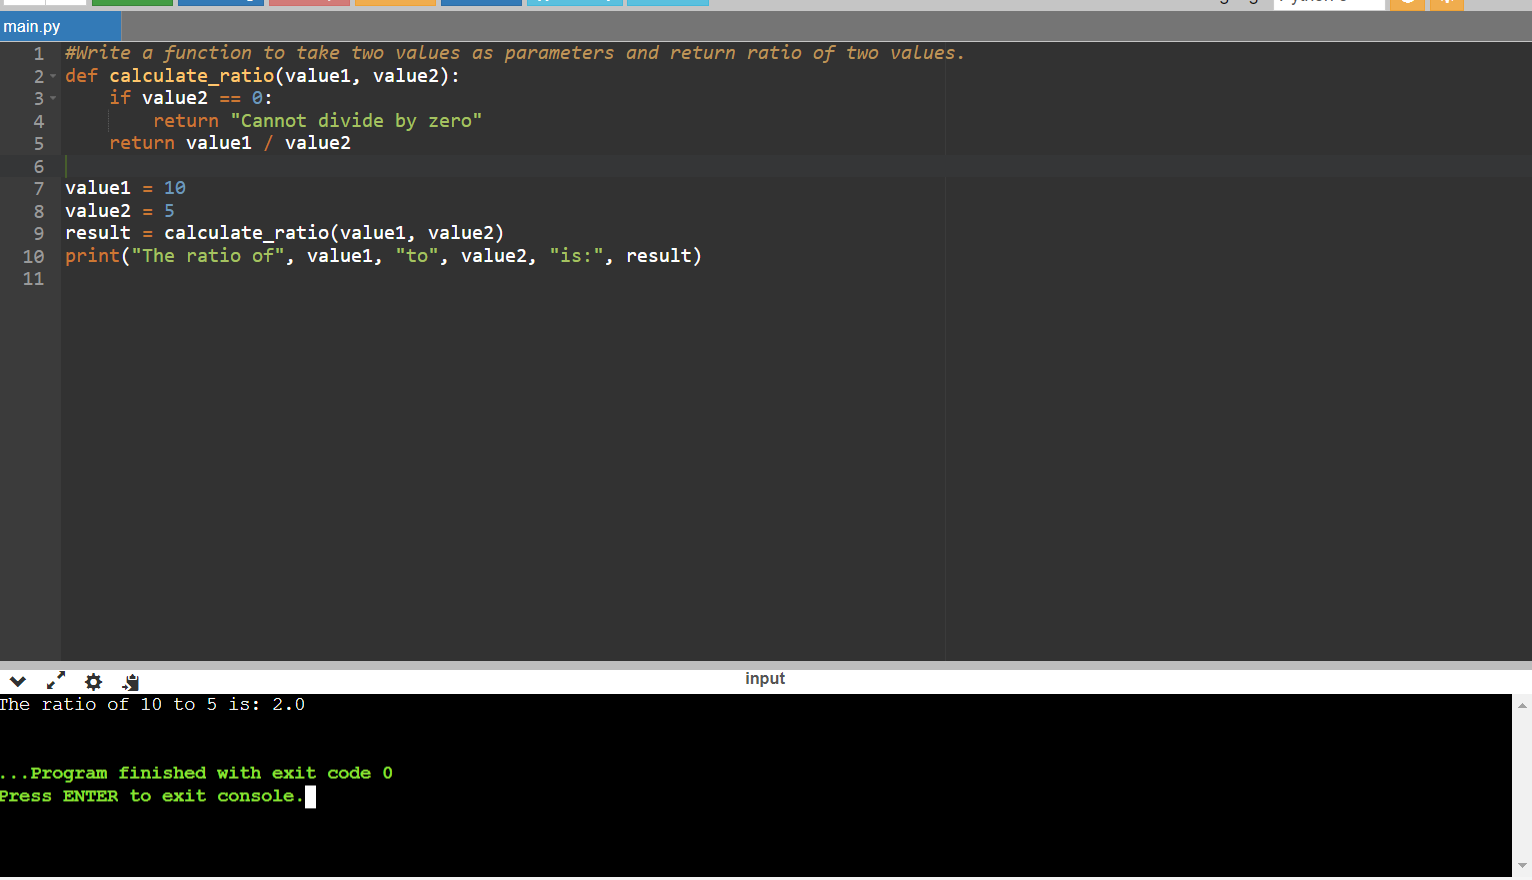 main.py
1 #Write a function to take two values as parameters and return ratio of two values.
2 def calculate_ratio(value1, value2):
3     if value2 == 0:
4         return "Cannot divide by zero"
5     return value1 / value2
6
7 value1 = 10
8 value2 = 5
9 result = calculate_ratio(value1, value2)
10 print("The ratio of", value1, "to", value2, "is:", result)
11
input
The ratio of 10 to 5 is: 2.0
...Program finished with exit code 0
Press ENTER to exit console.